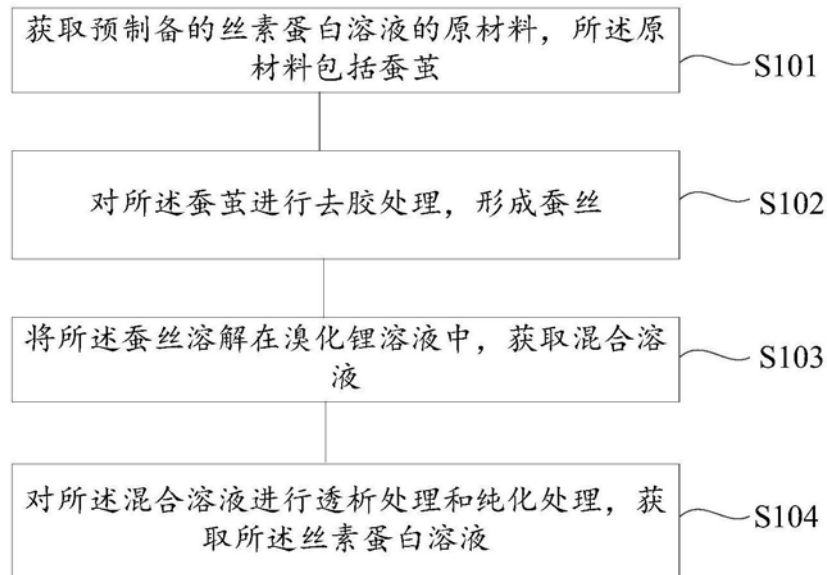 获取预制备的丝素蛋白溶液的原材料，所述原
材料包括蚕茧
S101
对所述蚕茧进行去胶处理，形成蚕丝
S102
将所述蚕丝溶解在溴化锂溶液中，获取混合溶
液
S103
对所述混合溶液进行透析处理和纯化处理，获
取所述丝素蛋白溶液
S104